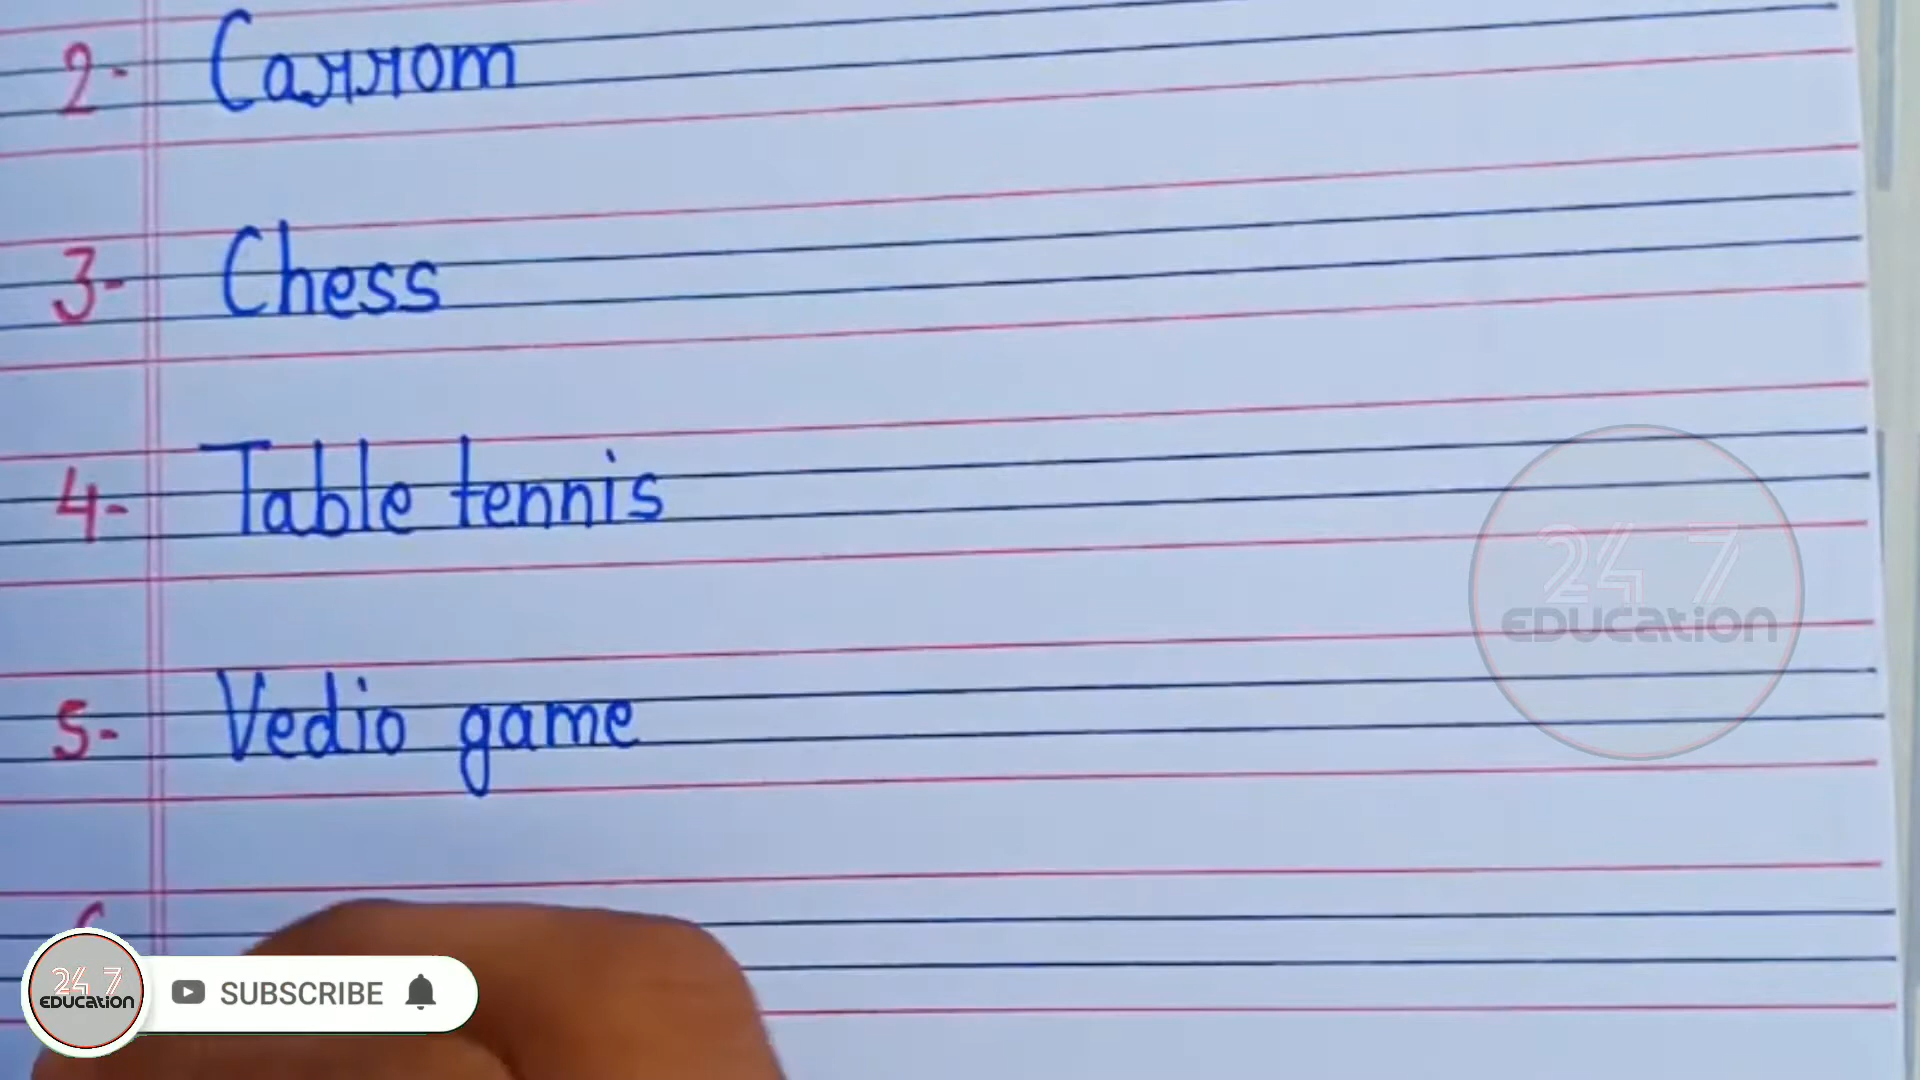 2- Carrom
3- Chess
4- Table tennis
24 7
EDUCATION
5- Vedio game
24 7
EDUCATION
SUBSCRIBE